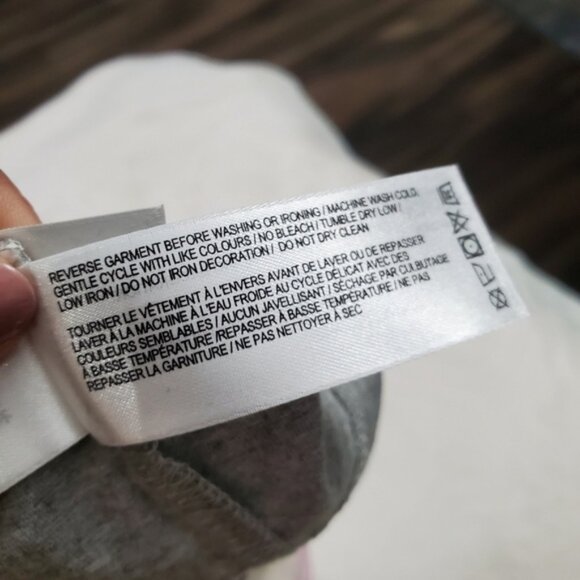 REVERSE GARMENT BEFORE WASHING OR IRONING / MACHINE WASH COLD,
GENTLE CYCLE WITH LIKE COLOURS / NO BLEACH / TUMBLE DRY LOW /
LOW IRON / DO NOT IRON DECORATION / DO NOT DRY CLEAN
TOURNER LE VÉTEMENT À L'ENVERS AVANT DE LAVER OU DE REPASSER
LAVER À LA MACHINE À L'EAU FROIDE AU CYCLE DÉLICAT AVEC DES
COULEURS SEMBLABLES / AUCUN JAVELLISANT / SÉCHAGE PAR CULBUTAGE
À BASSE TEMPÉRATURE /REPASSER À BASSE TEMPÉRATURE / NE PAS
REPASSER LA GARNITURE / NE PAS NETTOYER À SEC